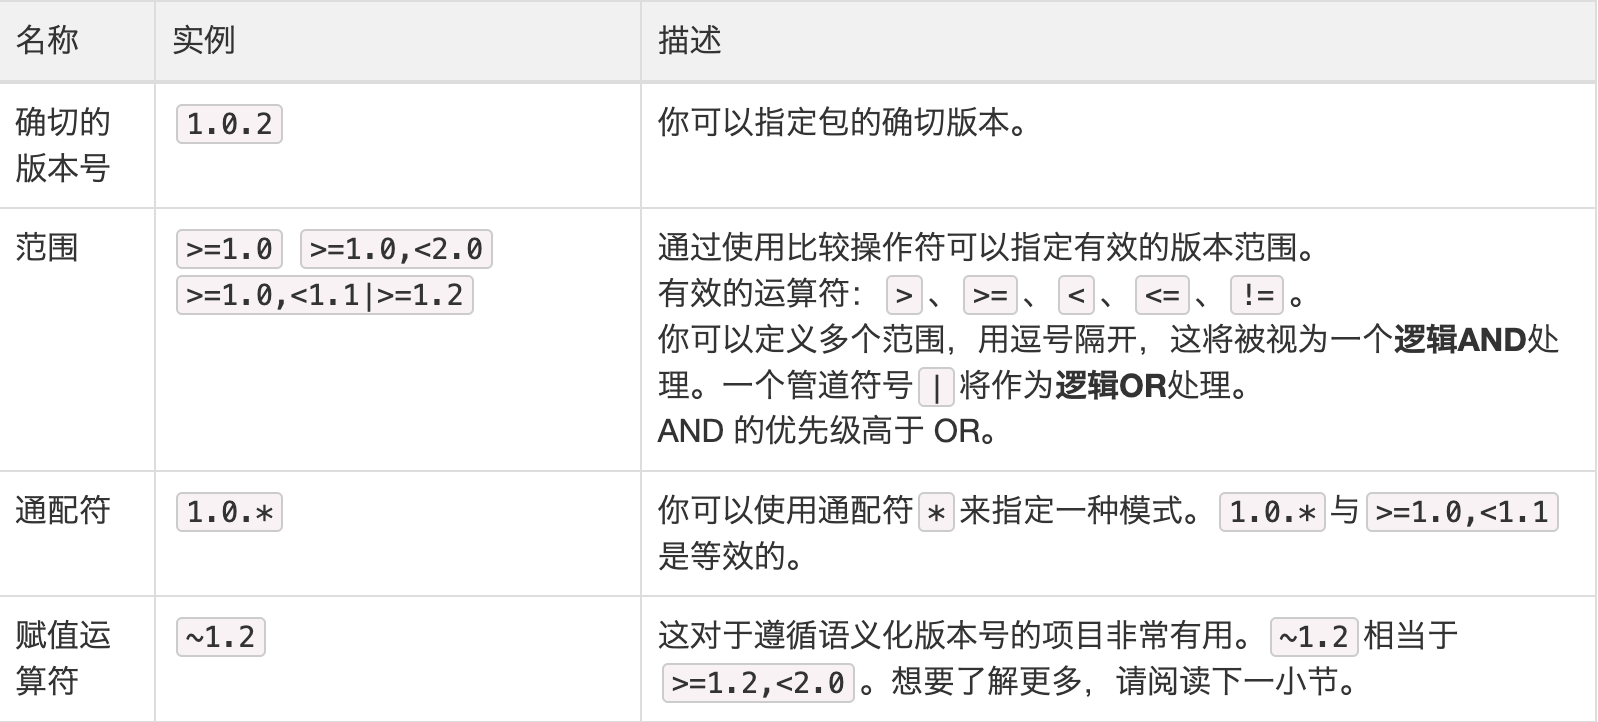 名称 实例 描述
确切的 1.0.2 你可以指定包的确切版本。
版本号
范围 >=1.0 >=1.0,<2.0 通过使用比较操作符可以指定有效的版本范围。
>=1.0,<1.1|>=1.2 有效的运算符： > 、 >= 、 < 、 <= 、 != 。
你可以定义多个范围，用逗号隔开，这将被视为一个逻辑AND处
理。一个管道符号 | 将作为逻辑OR处理。
AND 的优先级高于 OR。
通配符 1.0.* 你可以使用通配符 * 来指定一种模式。 1.0.* 与 >=1.0,<1.1
是等效的。
赋值运 ~1.2 这对于遵循语义化版本号的项目非常有用。 ~1.2 相当于
算符 >=1.2,<2.0 。想要了解更多，请阅读下一小节。